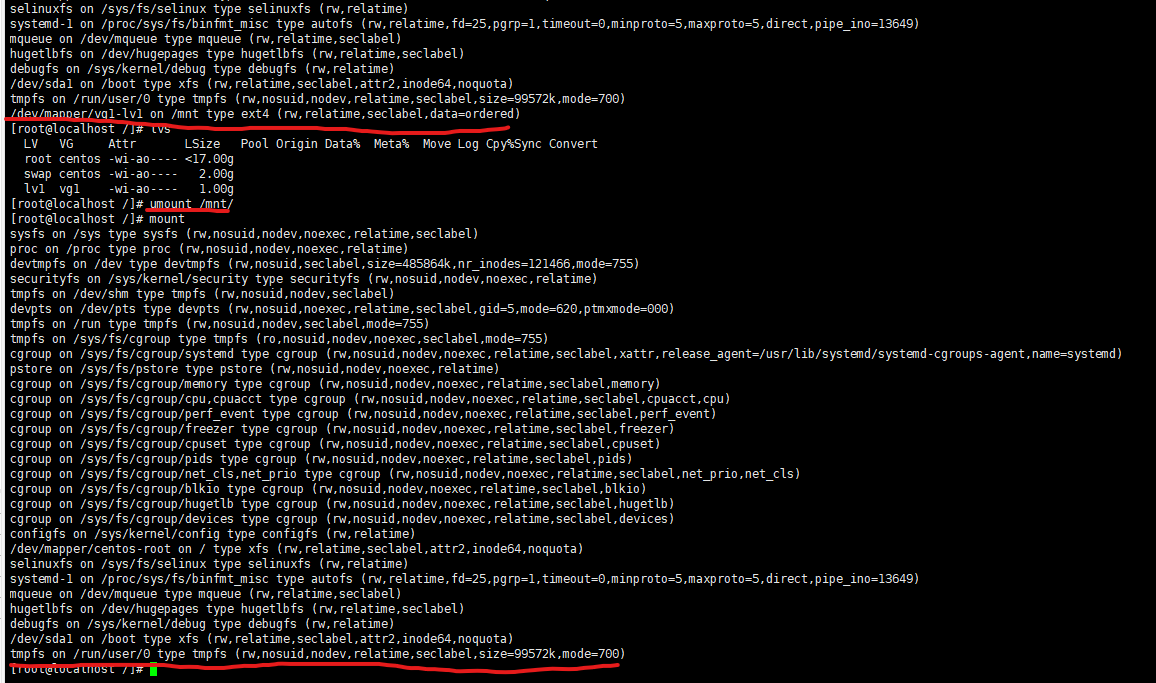 selinuxfs on /sys/fs/selinux type selinuxfs (rw,relatime)
systemd-1 on /proc/sys/fs/binfmt_misc type autofs (rw,relatime,fd=25,pgrp=1,timeout=0,minproto=5,maxproto=5,direct,pipe_ino=13649)
mqueue on /dev/mqueue type mqueue (rw,relatime,seclabel)
hugetlbfs on /dev/hugepages type hugetlbfs (rw,relatime,seclabel)
debugfs on /sys/kernel/debug type debugfs (rw,relatime)
/dev/sda1 on /boot type xfs (rw,relatime,seclabel,attr2,inode64,noquota)
tmpfs on /run/user/0 type tmpfs (rw,nosuid,nodev,relatime,seclabel,size=99572k,mode=700)
/dev/mapper/vg1-lv1 on /mnt type ext4 (rw,relatime,seclabel,data=ordered)
[root@localhost /]# lvs
  LV   VG     Attr       LSize   Pool Origin Data%  Meta%  Move Log Cpy%Sync Convert
  root centos -wi-ao---- <17.00g
  swap centos -wi-ao----   2.00g
  lv1  vg1    -wi-ao----   1.00g
[root@localhost /]# umount /mnt/
[root@localhost /]# mount
sysfs on /sys type sysfs (rw,nosuid,nodev,noexec,relatime,seclabel)
proc on /proc type proc (rw,nosuid,nodev,noexec,relatime)
devtmpfs on /dev type devtmpfs (rw,nosuid,seclabel,size=485864k,nr_inodes=121466,mode=755)
securityfs on /sys/kernel/security type securityfs (rw,nosuid,nodev,noexec,relatime)
tmpfs on /dev/shm type tmpfs (rw,nosuid,nodev,seclabel)
devpts on /dev/pts type devpts (rw,nosuid,noexec,relatime,seclabel,gid=5,mode=620,ptmxmode=000)
tmpfs on /run type tmpfs (rw,nosuid,nodev,seclabel,mode=755)
tmpfs on /sys/fs/cgroup type tmpfs (ro,nosuid,nodev,noexec,seclabel,mode=755)
cgroup on /sys/fs/cgroup/systemd type cgroup (rw,nosuid,nodev,noexec,relatime,seclabel,xattr,release_agent=/usr/lib/systemd/systemd-cgroups-agent,name=systemd)
pstore on /sys/fs/pstore type pstore (rw,nosuid,nodev,noexec,relatime)
cgroup on /sys/fs/cgroup/memory type cgroup (rw,nosuid,nodev,noexec,relatime,seclabel,memory)
cgroup on /sys/fs/cgroup/cpu,cpuacct type cgroup (rw,nosuid,nodev,noexec,relatime,seclabel,cpuacct,cpu)
cgroup on /sys/fs/cgroup/perf_event type cgroup (rw,nosuid,nodev,noexec,relatime,seclabel,perf_event)
cgroup on /sys/fs/cgroup/freezer type cgroup (rw,nosuid,nodev,noexec,relatime,seclabel,freezer)
cgroup on /sys/fs/cgroup/cpuset type cgroup (rw,nosuid,nodev,noexec,relatime,seclabel,cpuset)
cgroup on /sys/fs/cgroup/pids type cgroup (rw,nosuid,nodev,noexec,relatime,seclabel,pids)
cgroup on /sys/fs/cgroup/net_cls,net_prio type cgroup (rw,nosuid,nodev,noexec,relatime,seclabel,net_prio,net_cls)
cgroup on /sys/fs/cgroup/blkio type cgroup (rw,nosuid,nodev,noexec,relatime,seclabel,blkio)
cgroup on /sys/fs/cgroup/hugetlb type cgroup (rw,nosuid,nodev,noexec,relatime,seclabel,hugetlb)
cgroup on /sys/fs/cgroup/devices type cgroup (rw,nosuid,nodev,noexec,relatime,seclabel,devices)
configfs on /sys/kernel/config type configfs (rw,relatime)
/dev/mapper/centos-root on / type xfs (rw,relatime,seclabel,attr2,inode64,noquota)
selinuxfs on /sys/fs/selinux type selinuxfs (rw,relatime)
systemd-1 on /proc/sys/fs/binfmt_misc type autofs (rw,relatime,fd=25,pgrp=1,timeout=0,minproto=5,maxproto=5,direct,pipe_ino=13649)
mqueue on /dev/mqueue type mqueue (rw,relatime,seclabel)
hugetlbfs on /dev/hugepages type hugetlbfs (rw,relatime,seclabel)
debugfs on /sys/kernel/debug type debugfs (rw,relatime)
/dev/sda1 on /boot type xfs (rw,relatime,seclabel,attr2,inode64,noquota)
tmpfs on /run/user/0 type tmpfs (rw,nosuid,nodev,relatime,seclabel,size=99572k,mode=700)
[root@localhost /]#